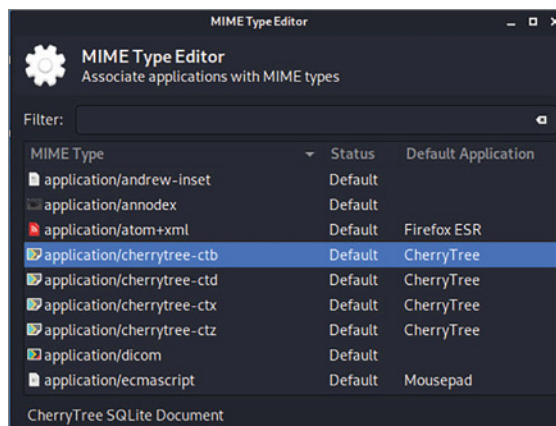 MIME Type Editor
MIME Type Editor
Associate applications with MIME types
Filter:
MIME Type Status Default Application
application/andrew-inset Default
application/annodex Default
application/atom+xml Default Firefox ESR
application/cherrytree-ctb Default CherryTree
application/cherrytree-ctd Default CherryTree
application/cherrytree-ctx Default CherryTree
application/cherrytree-ctz Default CherryTree
application/dicom Default
application/ecmascript Default Mousepad
CherryTree SQLite Document